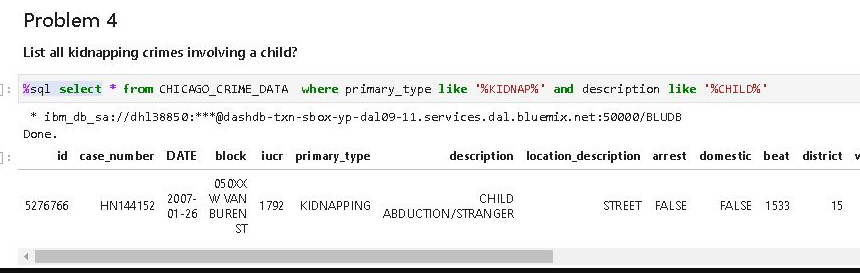 Problem 4
List all kidnapping crimes involving a child?
]: %sql select * from CHICAGO_CRIME_DATA where primary_type like '%KIDNAP%' and description like '%CHILD%'
* ibm_db_sa://dhl38850:***@dashdb-txn-sbox-yp-dal09-11.services.dal.bluemix.net:50000/BLUDB
Done.
]: id case_number DATE block iucr primary_type description location_description arrest domestic beat district w
5276766 HN144152 2007-01-26 050XX W VAN BUREN ST 1792 KIDNAPPING CHILD ABDUCTION/STRANGER STREET FALSE FALSE 1533 15